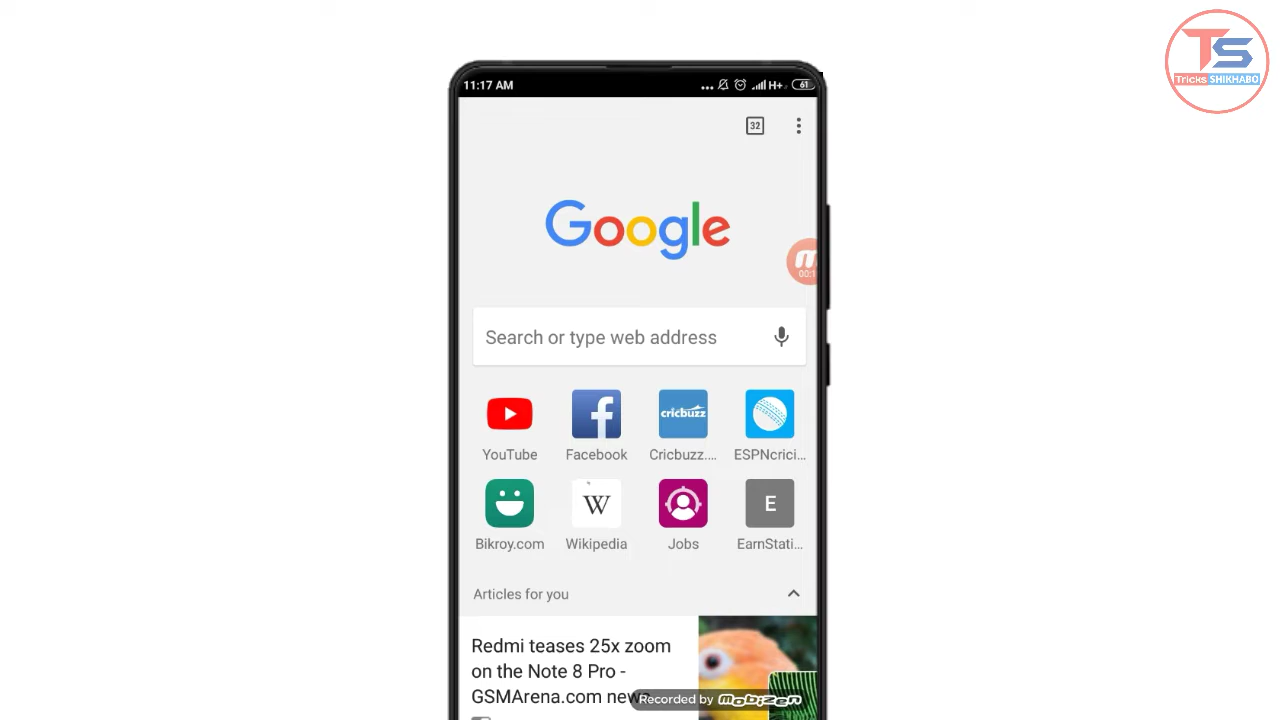 TS
Tricks SHIKHABO
11:17 AM
H+
61
32
Google
m
Search or type web address
YouTube
Facebook
cricbuzz
Cricbuzz....
ESPNcrici...
Bikroy.com
W
Wikipedia
Jobs
E
EarnStati...
Articles for you
Redmi teases 25x zoom
on the Note 8 Pro -
GSMArena.com news
Recorded by mobizen